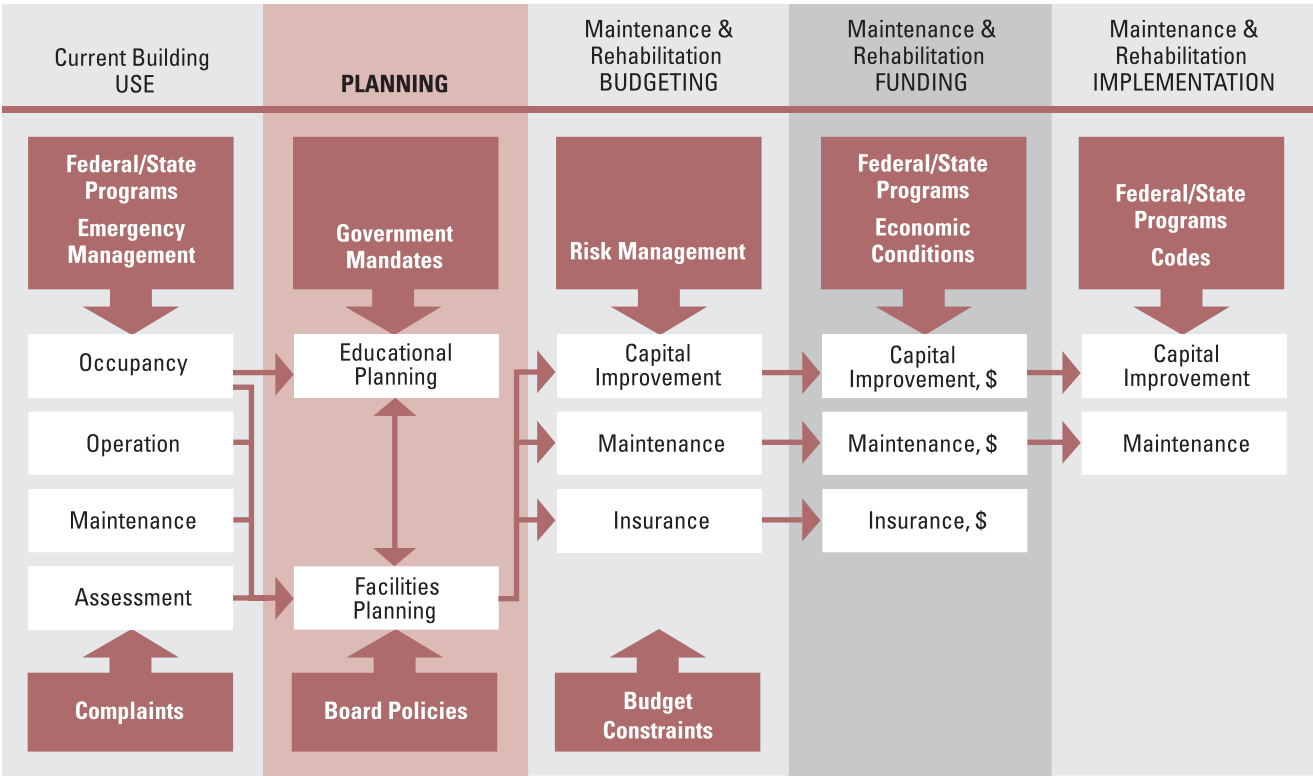 Current Building
USE
PLANNING
Maintenance &
Rehabilitation
BUDGETING
Maintenance &
Rehabilitation
FUNDING
Maintenance &
Rehabilitation
IMPLEMENTATION
Federal/State
Programs
Emergency
Management
Government
Mandates
Risk Management
Federal/State
Programs
Economic
Conditions
Federal/State
Programs
Codes
Occupancy
Educational
Planning
Capital
Improvement
Capital
Improvement, $
Capital
Improvement
Operation
Maintenance
Maintenance, $
Maintenance
Maintenance
Insurance
Insurance, $
Assessment
Facilities
Planning
Complaints
Board Policies
Budget
Constraints